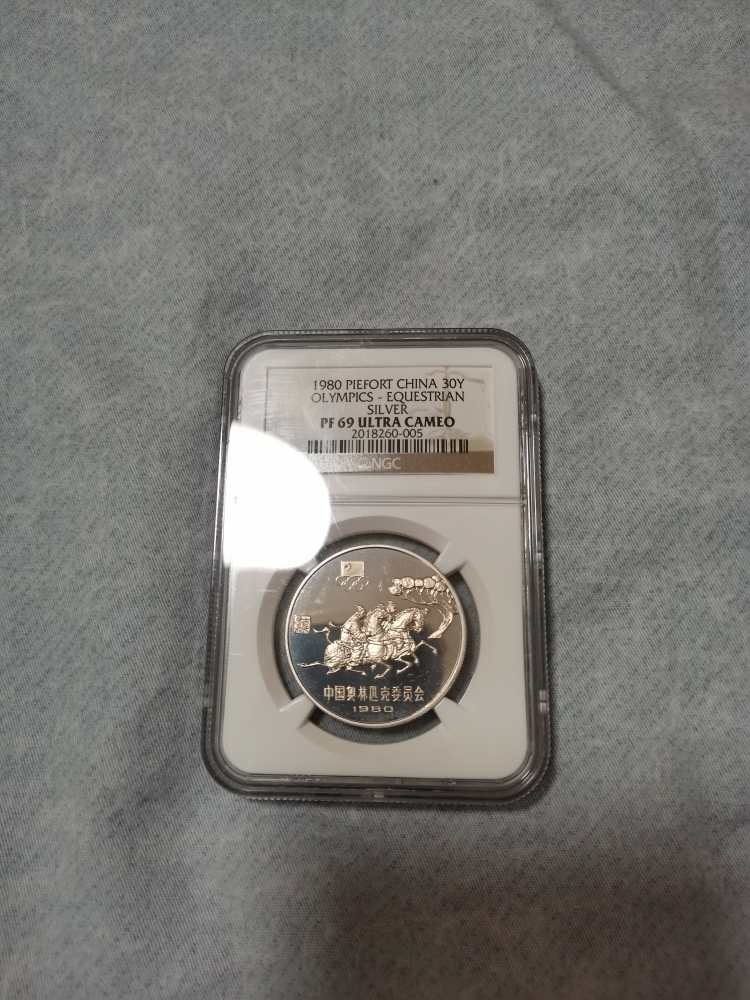 1980 PIEFORT CHINA 30Y
OLYMPICS - EQUESTRIAN
SILVER
PF 69 ULTRA CAMEO
2018260-005
NGC
中国奥林匹克委员会
1980